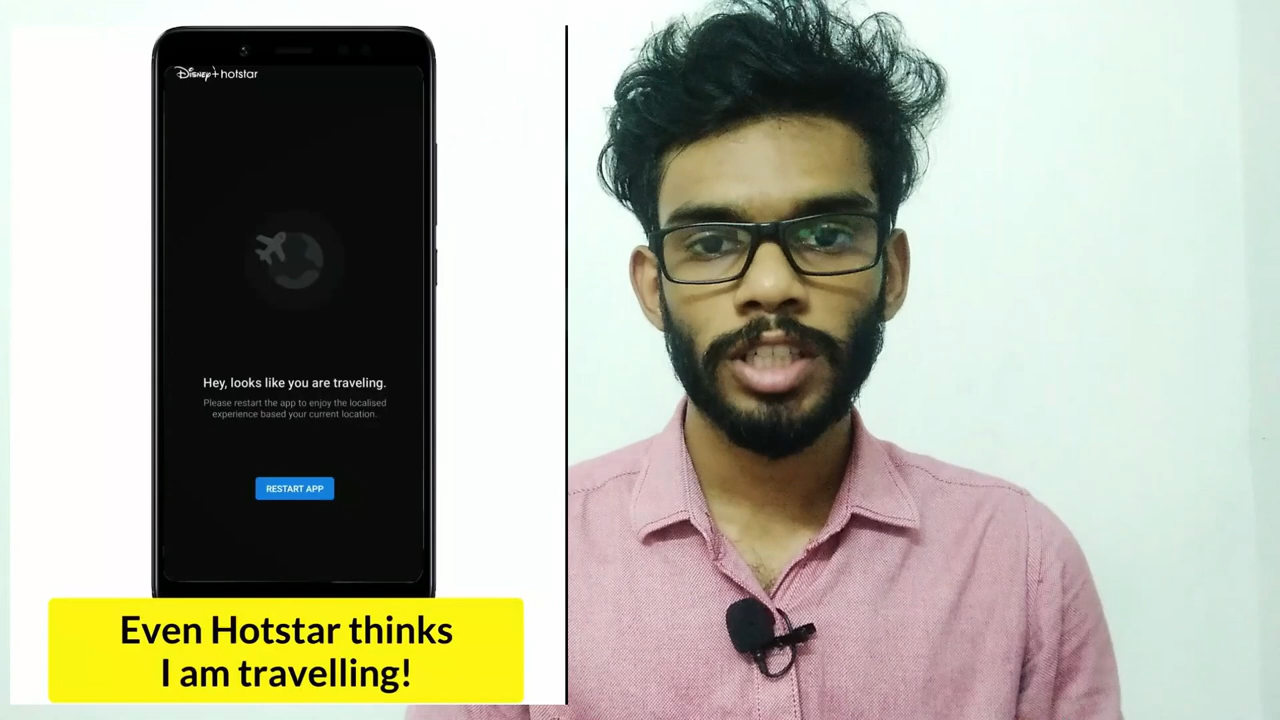 Disney+ hotstar
Hey, looks like you are traveling.
Please restart the app to enjoy the localised
experience based your current location.
RESTART APP
Even Hotstar thinks
I am travelling!